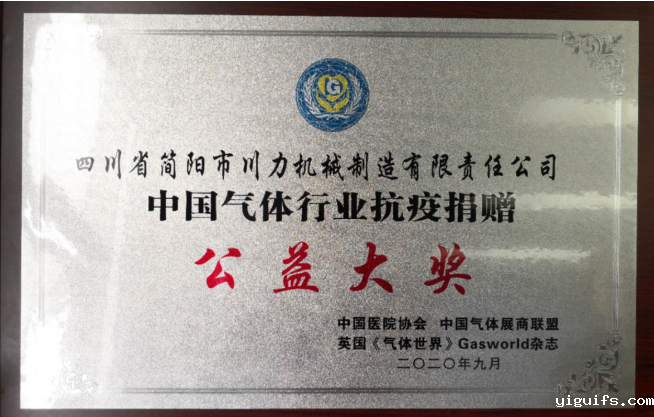 G
四川省简阳市川力机械制造有限责任公司
中国气体行业抗疫捐赠
公益大奖
中国医院协会 中国气体展商联盟
英国《气体世界》Gasworld杂志
二〇二〇年九月
yiguifs.com